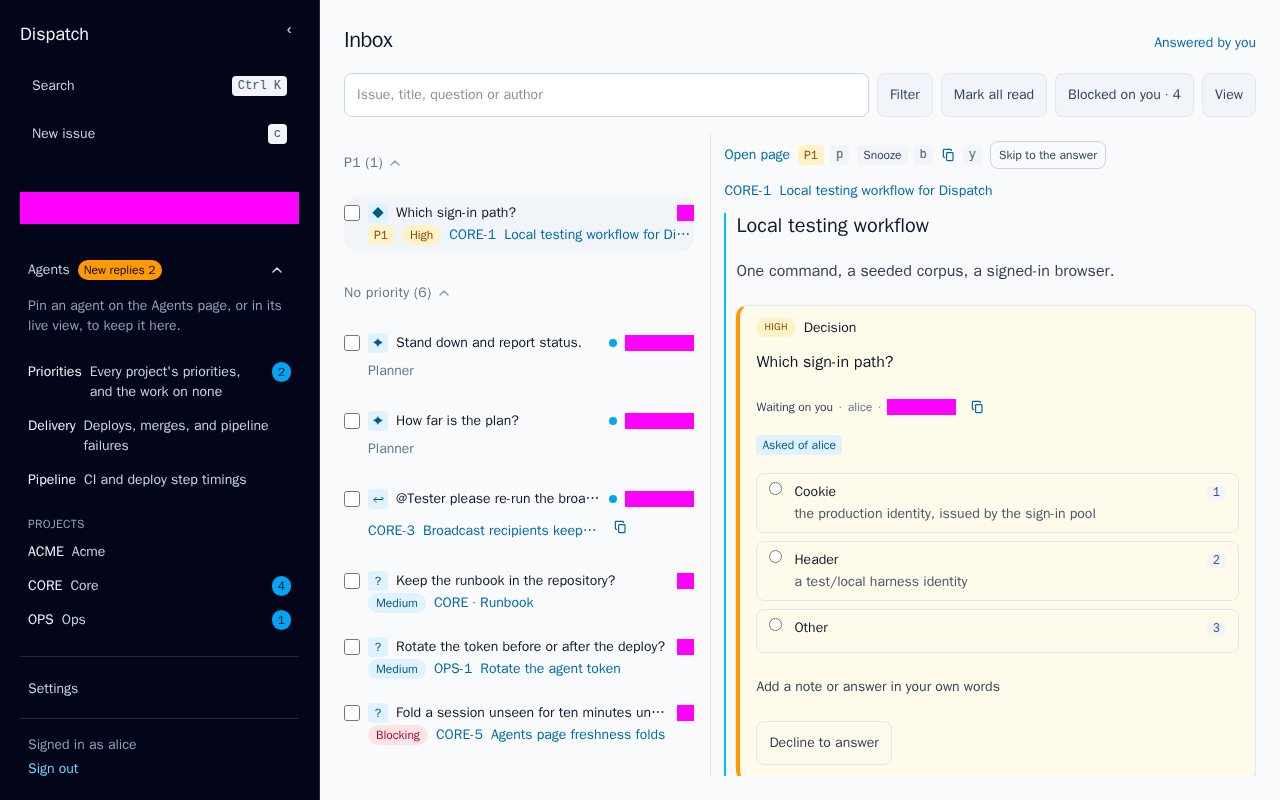 Dispatch
Search
Ctrl K
New issue
c
Agents
New replies 2
Pin an agent on the Agents page, or in its
live view, to keep it here.
Priorities Every project's priorities,
and the work on none
2
Delivery Deploys, merges, and pipeline
failures
Pipeline CI and deploy step timings
PROJECTS
ACME Acme
CORE Core
4
OPS Ops
1
Settings
Signed in as alice
Sign out
Inbox
Answered by you
Issue, title, question or author
Filter
Mark all read
Blocked on you · 4
View
P1 (1)
Which sign-in path?
P1 High CORE-1 Local testing workflow for Di···
No priority (6)
Stand down and report status.
Planner
How far is the plan?
Planner
@Tester please re-run the broa···
CORE-3 Broadcast recipients keep···
? Keep the runbook in the repository?
Medium CORE · Runbook
? Rotate the token before or after the deploy?
Medium OPS-1 Rotate the agent token
? Fold a session unseen for ten minutes un···
Blocking CORE-5 Agents page freshness folds
Open page P1 p Snooze b y Skip to the answer
CORE-1 Local testing workflow for Dispatch
Local testing workflow
One command, a seeded corpus, a signed-in browser.
HIGH Decision
Which sign-in path?
Waiting on you · alice ·
Asked of alice
Cookie
1
the production identity, issued by the sign-in pool
Header
2
a test/local harness identity
Other
3
Add a note or answer in your own words
Decline to answer